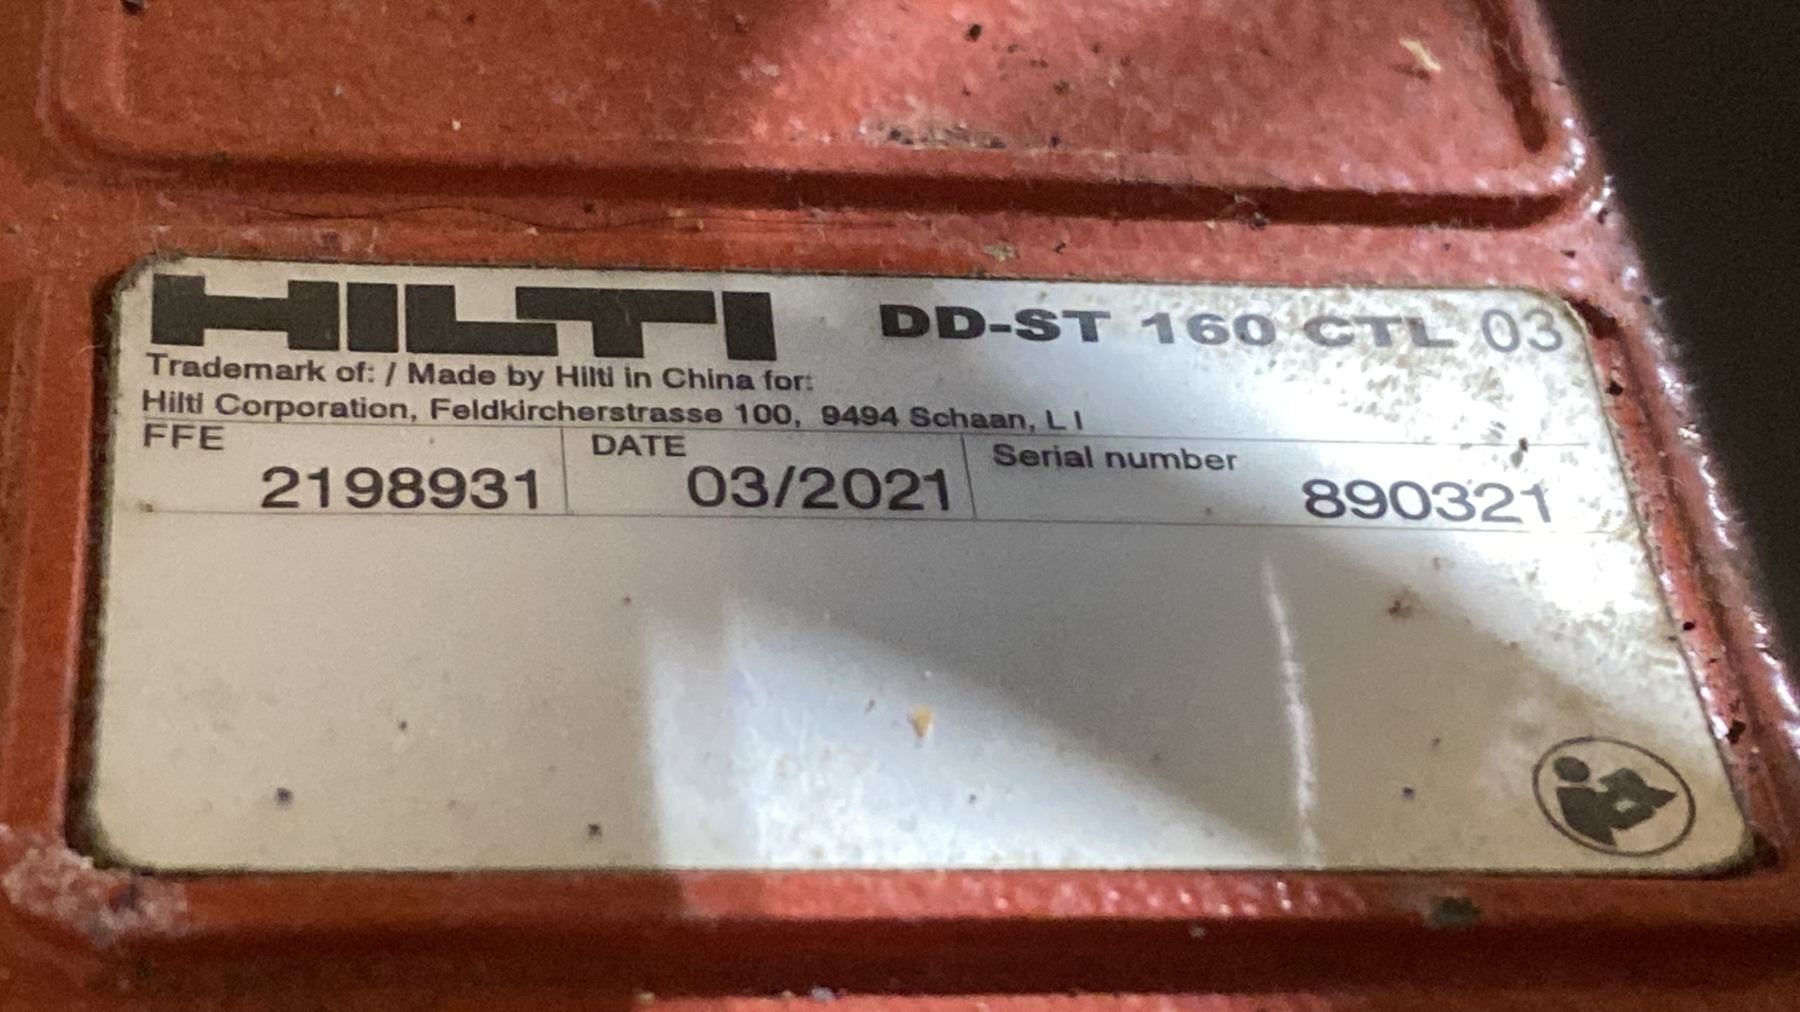 HILTI DD-ST 160 CTL 03
Trademark of: / Made by Hilti in China for:
Hilti Corporation, Feldkircherstrasse 100, 9494 Schaan, L I
FFE DATE Serial number
2198931 03/2021 890321